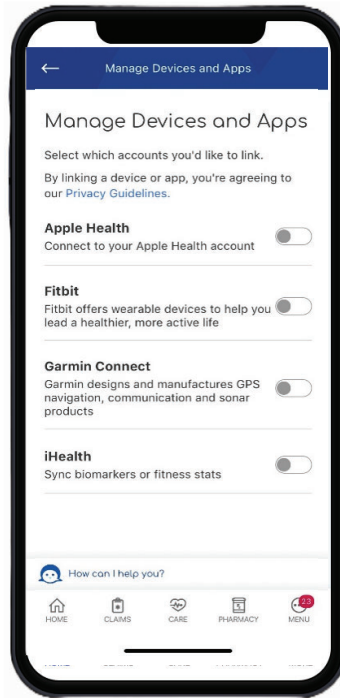 Manage Devices and Apps
Manage Devices and Apps
Select which accounts you'd like to link.
By linking a device or app, you're agreeing to
our Privacy Guidelines.
Apple Health
Connect to your Apple Health account
Fitbit
Fitbit offers wearable devices to help you
lead a healthier, more active life
Garmin Connect
Garmin designs and manufactures GPS
navigation, communication and sonar
products
iHealth
Sync biomarkers or fitness stats
How can I help you?
23
HOME CLAIMS CARE PHARMACY MENU